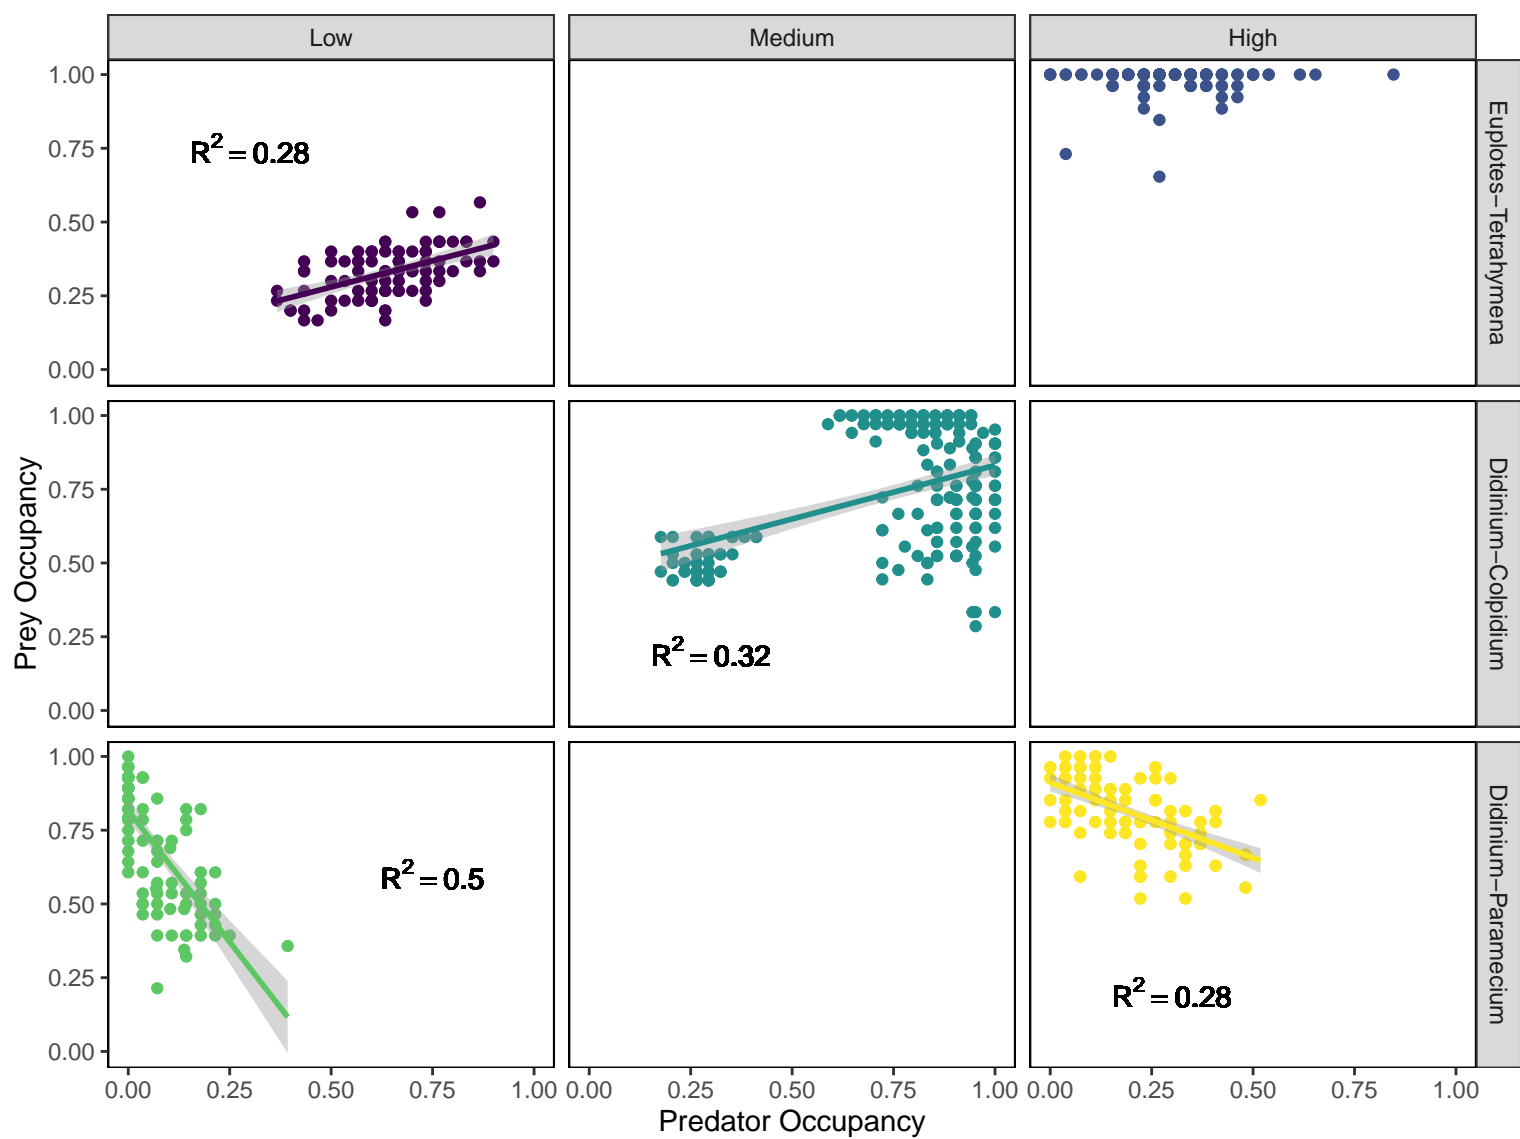 Low Medium High
1.00
0.75
0.50
0.25
0.00
R² = 0.28
Euplotes−Tetrahymena
1.00
0.75
0.50
0.25
0.00
R² = 0.32
Didinium−Colpidium
Prey Occupancy
1.00
0.75
0.50
0.25
0.00
R² = 0.5
R² = 0.28
Didinium−Paramecium
0.00 0.25 0.50 0.75 1.00 0.00 0.25 0.50 0.75 1.00 0.00 0.25 0.50 0.75 1.00
Predator Occupancy